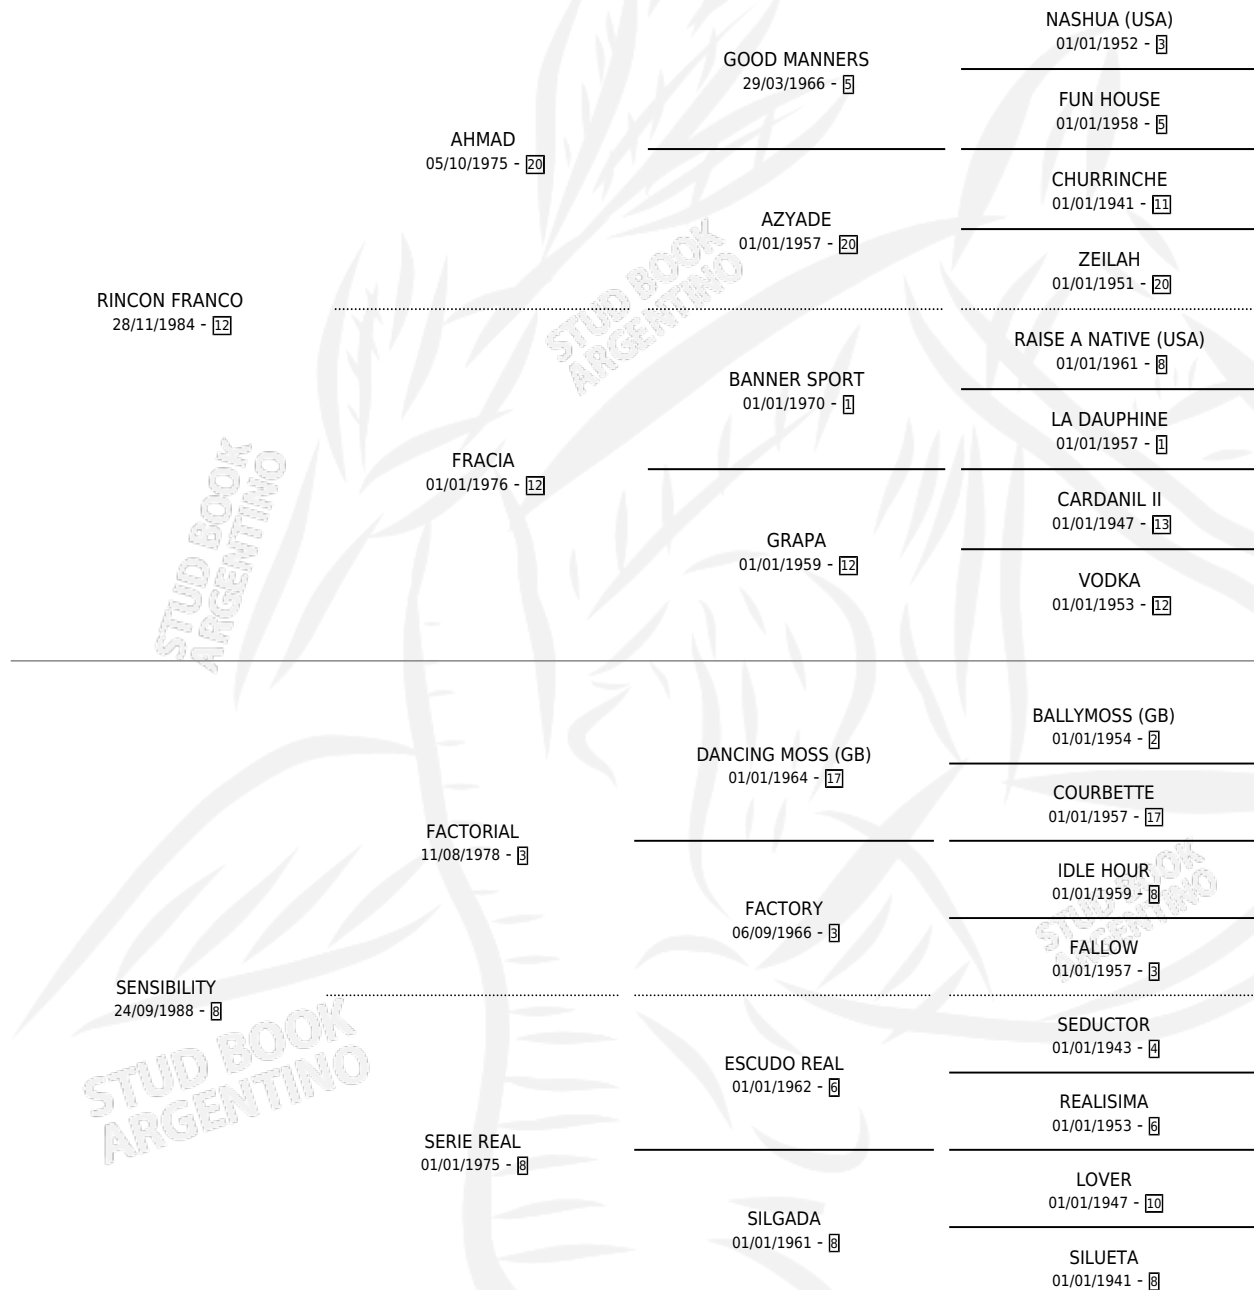 NASHUA (USA)
01/01/1952 - 3
GOOD MANNERS
29/03/1966 - 5
FUN HOUSE
01/01/1958 - 5
AHMAD
05/10/1975 - 20
CHURRINCHE
01/01/1941 - 11
AZYADE
01/01/1957 - 20
ZEILAH
01/01/1951 - 20
RINCON FRANCO
28/11/1984 - 12
STUD BOOK
ARGENTINO
RAISE A NATIVE (USA)
01/01/1961 - 8
BANNER SPORT
01/01/1970 - 1
LA DAUPHINE
01/01/1957 - 1
FRACIA
01/01/1976 - 12
CARDANIL II
01/01/1947 - 13
GRAPA
01/01/1959 - 12
VODKA
01/01/1953 - 12
STUD BOOK
ARGENTINO
BALLYMOSS (GB)
01/01/1954 - 2
DANCING MOSS (GB)
01/01/1964 - 17
COURBETTE
01/01/1957 - 17
FACTORIAL
11/08/1978 - 3
IDLE HOUR
01/01/1959 - 8
FACTORY
06/09/1966 - 3
FALLOW
01/01/1957 - 3
STUD BOOK
ARGENTINO
SENSIBILITY
24/09/1988 - 8
SEDUCTOR
01/01/1943 - 4
ESCUDO REAL
01/01/1962 - 6
REALISIMA
01/01/1953 - 6
STUD BOOK
ARGENTINO
SERIE REAL
01/01/1975 - 8
LOVER
01/01/1947 - 10
SILGADA
01/01/1961 - 8
SILUETA
01/01/1941 - 8